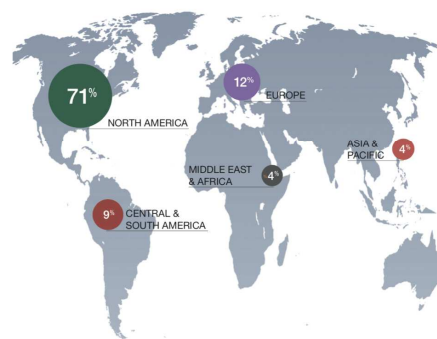 71%
NORTH AMERICA
12%
EUROPE
ASIA &
PACIFIC
4%
MIDDLE EAST
& AFRICA
4%
9%
CENTRAL &
SOUTH AMERICA